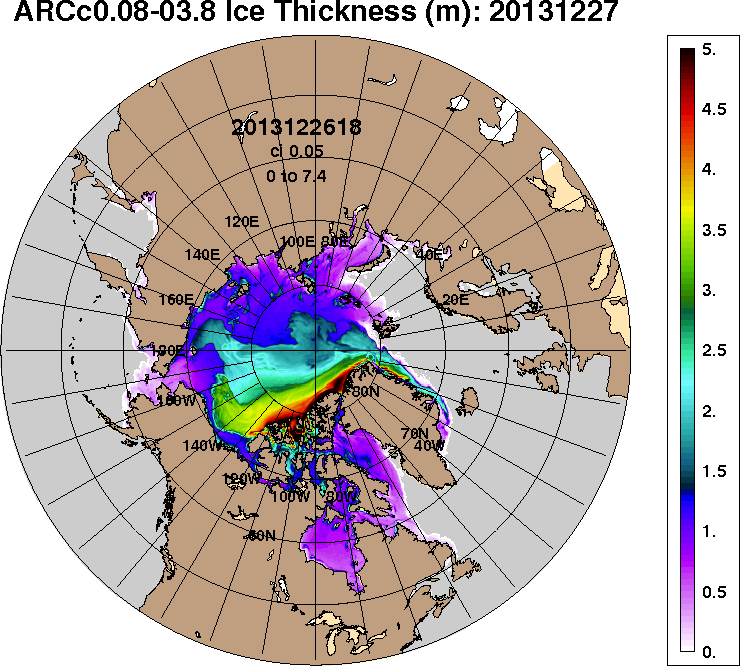 ARCc0.08-03.8 Ice Thickness (m): 20131227
2013122618
ci 0.05
0 to 7.4
120E
100E 80E
140E
40E
160E
20E
180E
160W
80N
70N
140W
40W
120W
100W
80W
60N
5.
4.5
4.
3.5
3.
2.5
2.
1.5
1.
0.5
0.